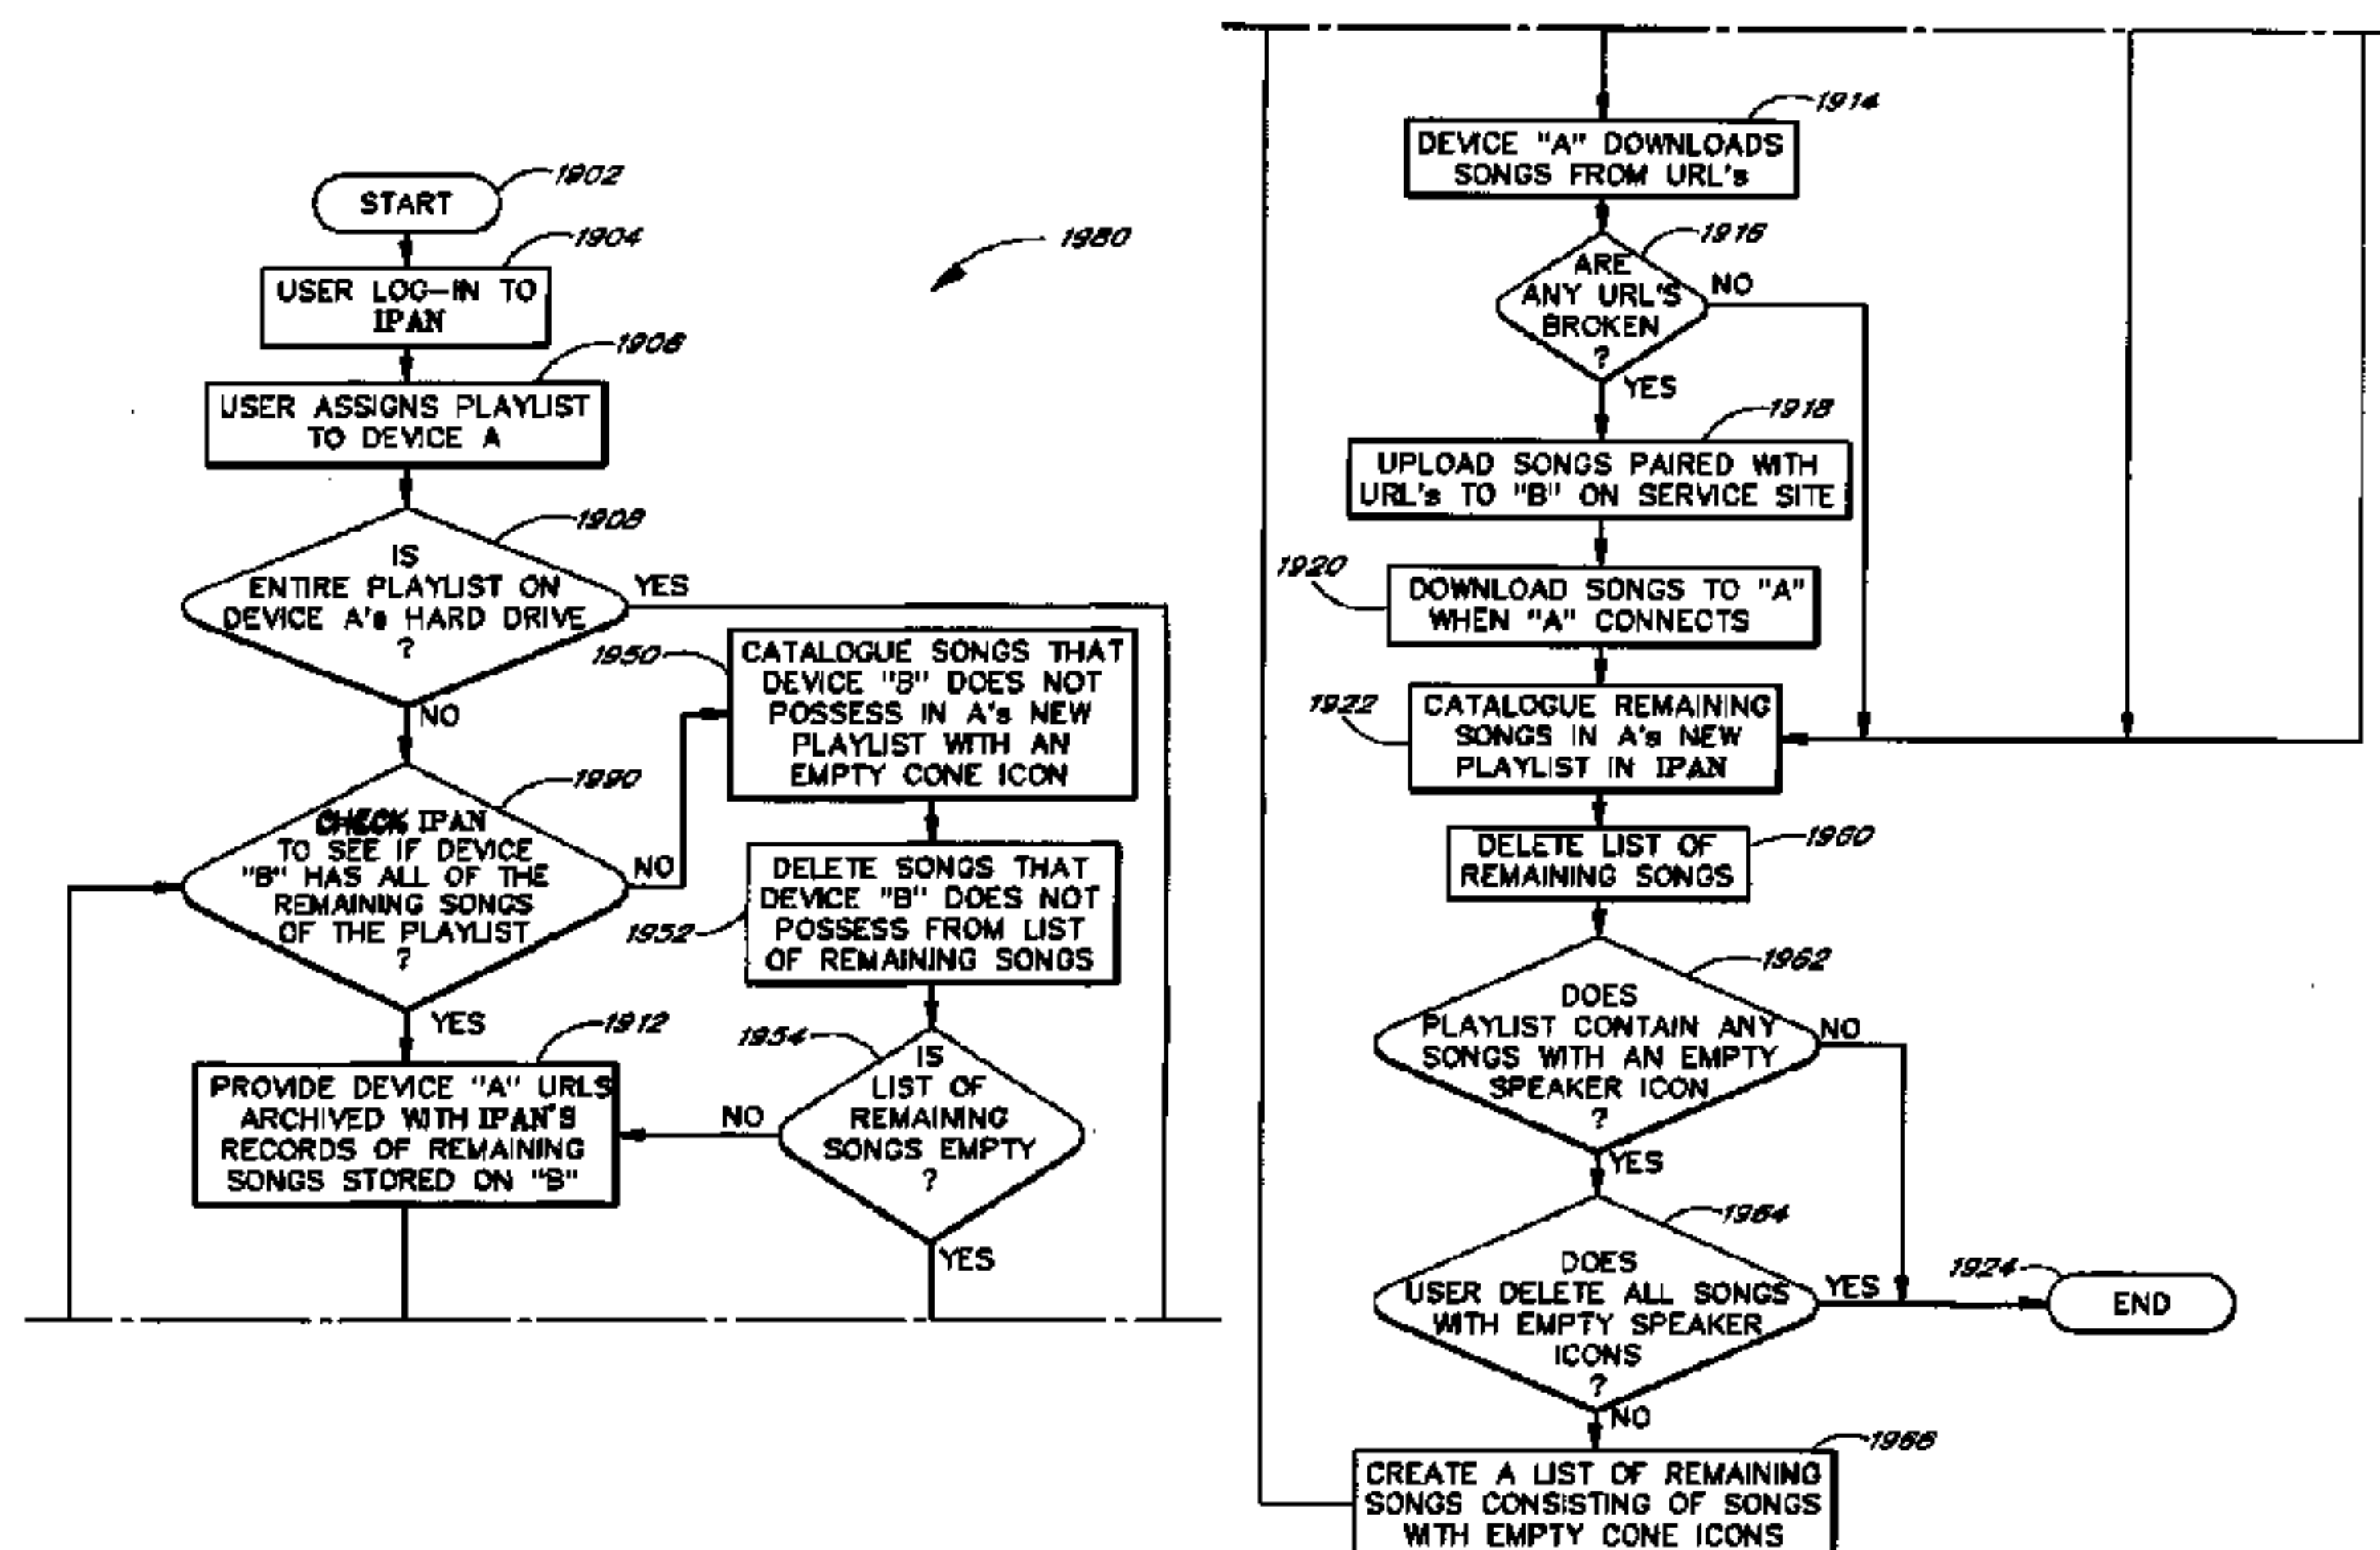 1902
START
1904
USER LOG-IN TO
IPAN
1906
USER ASSIGNS PLAYLIST
TO DEVICE A
1980
1908
IS
ENTIRE PLAYLIST ON
DEVICE A's HARD DRIVE
?
YES
NO
1990
CHECK IPAN
TO SEE IF DEVICE
"B" HAS ALL OF THE
REMAINING SONGS
OF THE PLAYLIST
?
NO
YES
1950
CATALOGUE SONGS THAT
DEVICE "B" DOES NOT
POSSESS IN A's NEW
PLAYLIST WITH AN
EMPTY CONE ICON
1952
DELETE SONGS THAT
DEVICE "B" DOES NOT
POSSESS FROM LIST
OF REMAINING SONGS
1954
IS
LIST OF
REMAINING
SONGS EMPTY
?
NO
YES
1912
PROVIDE DEVICE "A" URLS
ARCHIVED WITH IPAN'S
RECORDS OF REMAINING
SONGS STORED ON "B"
1914
DEVICE "A" DOWNLOADS
SONGS FROM URL's
1916
ARE
ANY URL'S
BROKEN
?
NO
YES
1918
UPLOAD SONGS PAIRED WITH
URL's TO "B" ON SERVICE SITE
1920
DOWNLOAD SONGS TO "A"
WHEN "A" CONNECTS
1922
CATALOGUE REMAINING
SONGS IN A's NEW
PLAYLIST IN IPAN
1960
DELETE LIST OF
REMAINING SONGS
1962
DOES
PLAYLIST CONTAIN ANY
SONGS WITH AN EMPTY
SPEAKER ICON
?
NO
YES
1964
DOES
USER DELETE ALL SONGS
WITH EMPTY SPEAKER
ICONS
?
YES
NO
1924
END
1966
CREATE A LIST OF REMAINING
SONGS CONSISTING OF SONGS
WITH EMPTY CONE ICONS